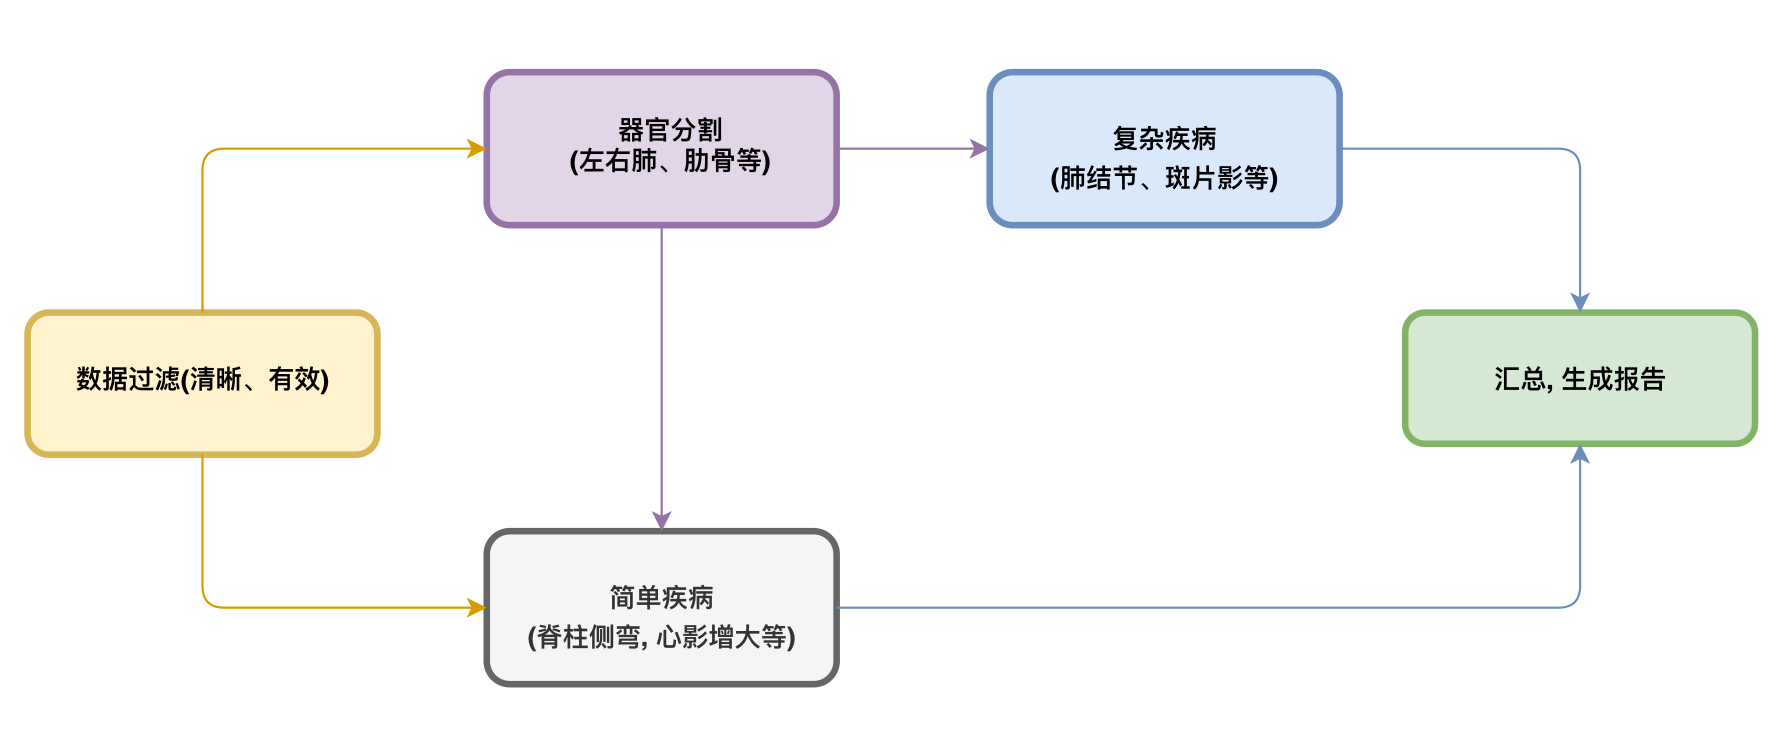 器官分割
(左右肺、肋骨等)
复杂疾病
(肺结节、斑片影等)
数据过滤(清晰、有效)
汇总, 生成报告
简单疾病
(脊柱侧弯, 心影增大等)